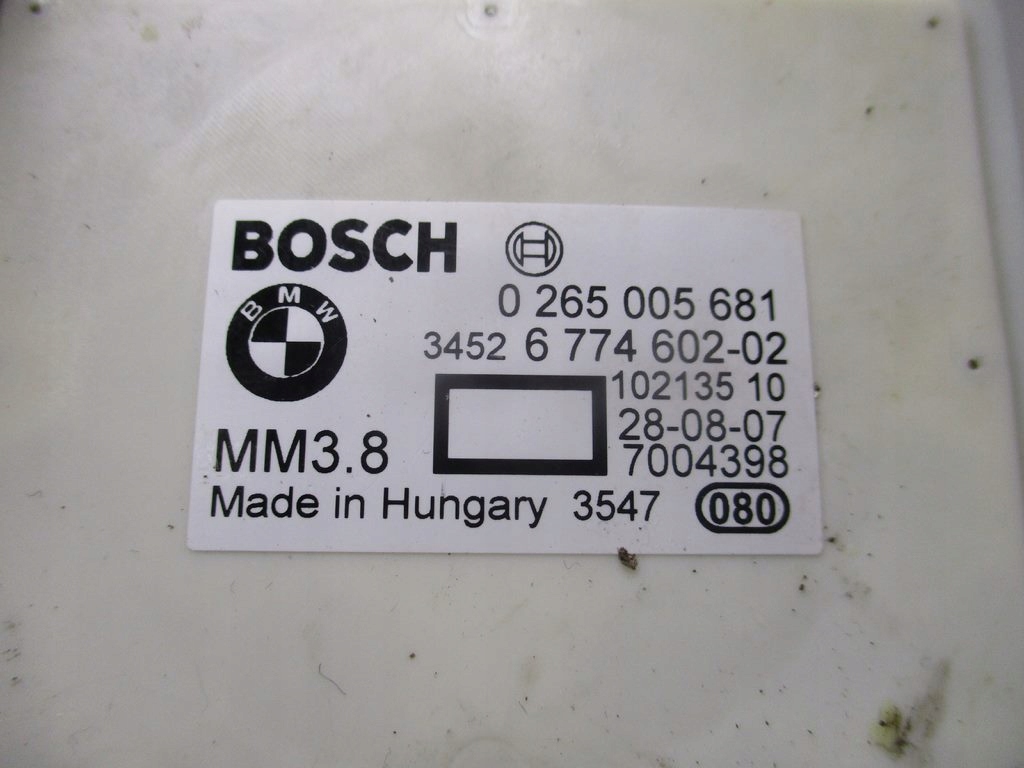 BOSCH
0 265 005 681
BMW
3452 6 774 602-02
102135 10
28-08-07
MM3.8
7004398
Made in Hungary 3547 080